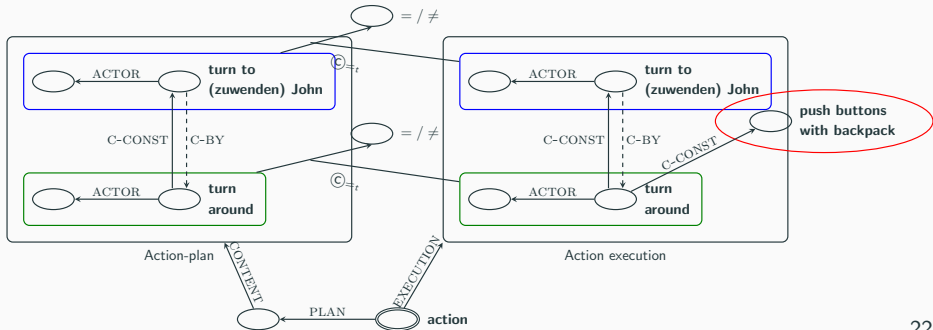 = / ≠
©=t
ACTOR
turn to
(zuwenden) John
ACTOR
turn to
(zuwenden) John
push buttons
with backpack
C-CONST
C-BY
= / ≠
C-CONST
C-BY
C-CONST
©=t
ACTOR
turn
around
ACTOR
turn
around
Action-plan
Action execution
CONTENT
EXECUTION
PLAN
action
22